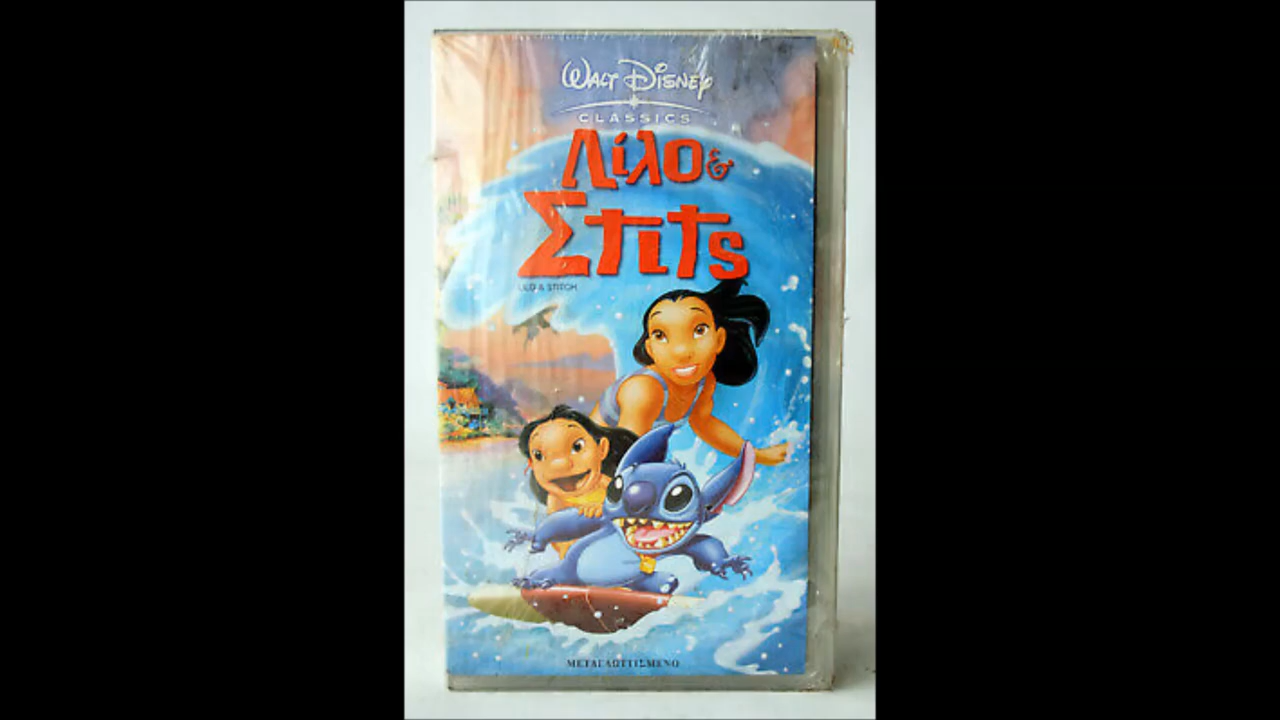 WALT DISNEY
CLASSICS
Λίλο &
Στιτς
LILO & STITCH
ΜΕΤΑΓΛΩΤΤΙΣΜΕΝΟ